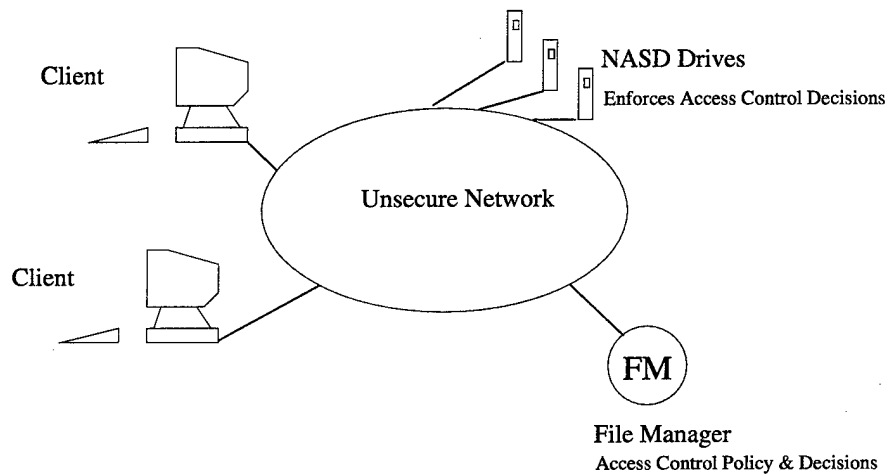 Client
NASD Drives
Enforces Access Control Decisions
Unsecure Network
Client
FM
File Manager
Access Control Policy & Decisions